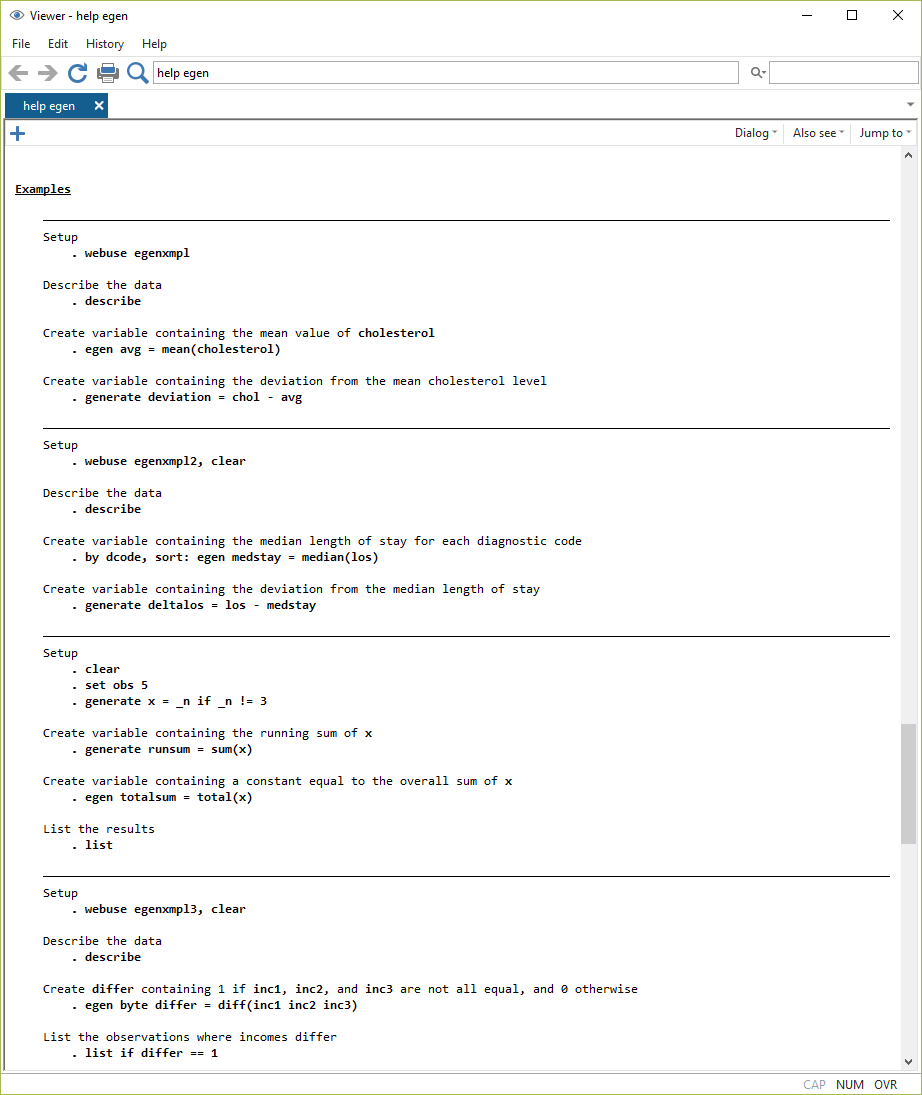 Viewer - help egen
File Edit History Help
help egen
help egen
Dialog Also see Jump to
Examples
Setup
. webuse egenxmpl
Describe the data
. describe
Create variable containing the mean value of cholesterol
. egen avg = mean(cholesterol)
Create variable containing the deviation from the mean cholesterol level
. generate deviation = chol - avg
Setup
. webuse egenxmpl2, clear
Describe the data
. describe
Create variable containing the median length of stay for each diagnostic code
. by dcode, sort: egen medstay = median(los)
Create variable containing the deviation from the median length of stay
. generate deltalos = los - medstay
Setup
. clear
. set obs 5
. generate x = _n if _n != 3
Create variable containing the running sum of x
. generate runsum = sum(x)
Create variable containing a constant equal to the overall sum of x
. egen totalsum = total(x)
List the results
. list
Setup
. webuse egenxmpl3, clear
Describe the data
. describe
Create differ containing 1 if inc1, inc2, and inc3 are not all equal, and 0 otherwise
. egen byte differ = diff(inc1 inc2 inc3)
List the observations where incomes differ
. list if differ == 1
CAP NUM OVR